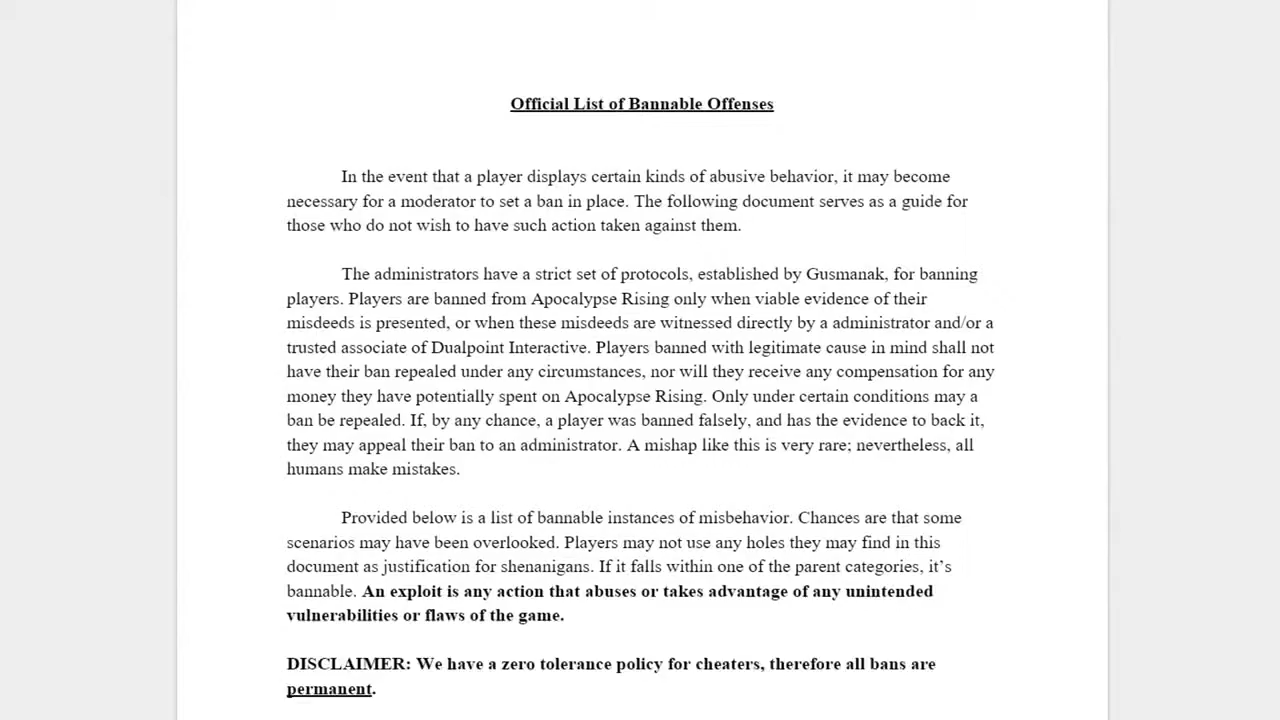 Official List of Bannable Offenses
In the event that a player displays certain kinds of abusive behavior, it may become
necessary for a moderator to set a ban in place. The following document serves as a guide for
those who do not wish to have such action taken against them.
The administrators have a strict set of protocols, established by Gusmanak, for banning
players. Players are banned from Apocalypse Rising only when viable evidence of their
misdeeds is presented, or when these misdeeds are witnessed directly by a administrator and/or a
trusted associate of Dualpoint Interactive. Players banned with legitimate cause in mind shall not
have their ban repealed under any circumstances, nor will they receive any compensation for any
money they have potentially spent on Apocalypse Rising. Only under certain conditions may a
ban be repealed. If, by any chance, a player was banned falsely, and has the evidence to back it,
they may appeal their ban to an administrator. A mishap like this is very rare; nevertheless, all
humans make mistakes.
Provided below is a list of bannable instances of misbehavior. Chances are that some
scenarios may have been overlooked. Players may not use any holes they may find in this
document as justification for shenanigans. If it falls within one of the parent categories, it’s
bannable. An exploit is any action that abuses or takes advantage of any unintended
vulnerabilities or flaws of the game.
DISCLAIMER: We have a zero tolerance policy for cheaters, therefore all bans are
permanent.